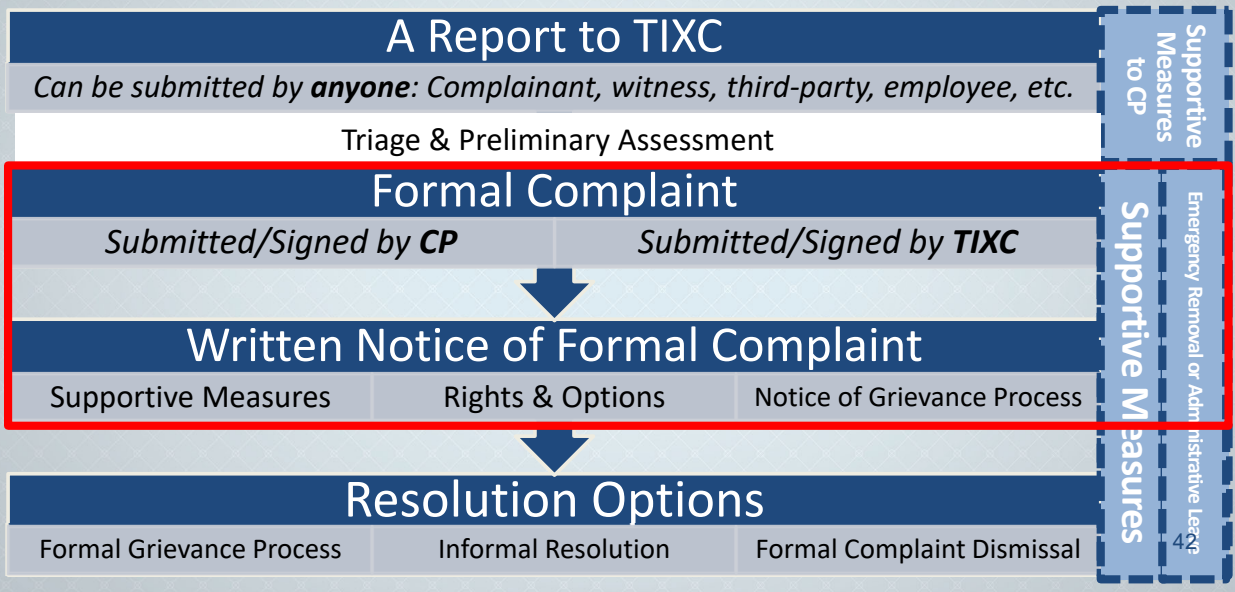 A Report to TIXC
Can be submitted by anyone: Complainant, witness, third-party, employee, etc.
Triage & Preliminary Assessment
Formal Complaint
Submitted/Signed by CP
Submitted/Signed by TIXC
Written Notice of Formal Complaint
Supportive Measures
Rights & Options
Notice of Grievance Process
Resolution Options
Formal Grievance Process
Informal Resolution
Formal Complaint Dismissal
Supportive
Measures
to CP
Supportive Measures
Emergency Removal or Administrative Leave
42